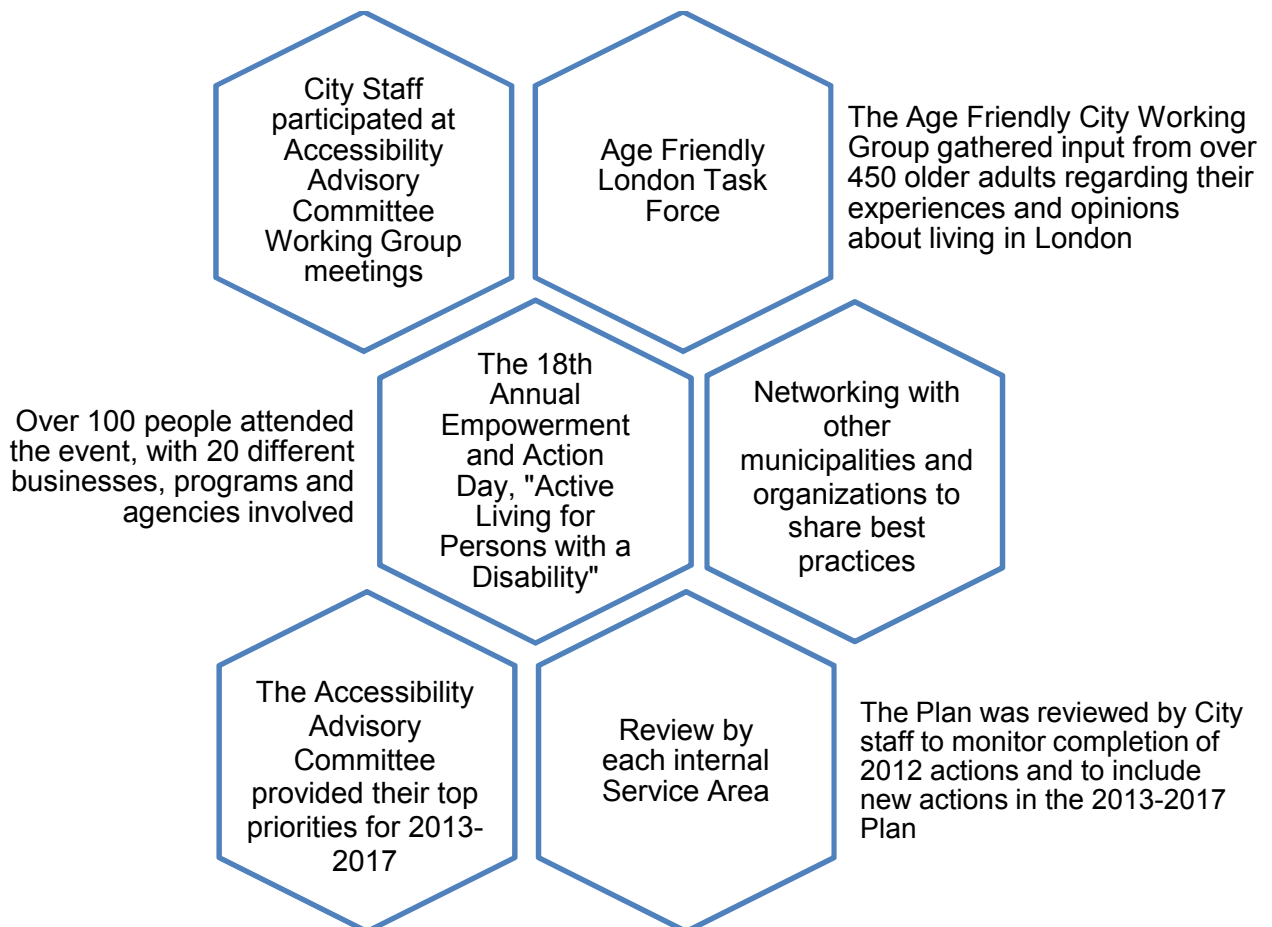 City Staff
participated at
Accessibility
Advisory
Committee
Working Group
meetings
Age Friendly
London Task
Force
The Age Friendly City Working
Group gathered input from over
450 older adults regarding their
experiences and opinions
about living in London
Over 100 people attended
the event, with 20 different
businesses, programs and
agencies involved
The 18th
Annual
Empowerment
and Action
Day, "Active
Living for
Persons with a
Disability"
Networking with
other
municipalities and
organizations to
share best
practices
The Accessibility
Advisory
Committee
provided their top
priorities for 2013-
2017
Review by
each internal
Service Area
The Plan was reviewed by City
staff to monitor completion of
2012 actions and to include
new actions in the 2013-2017
Plan